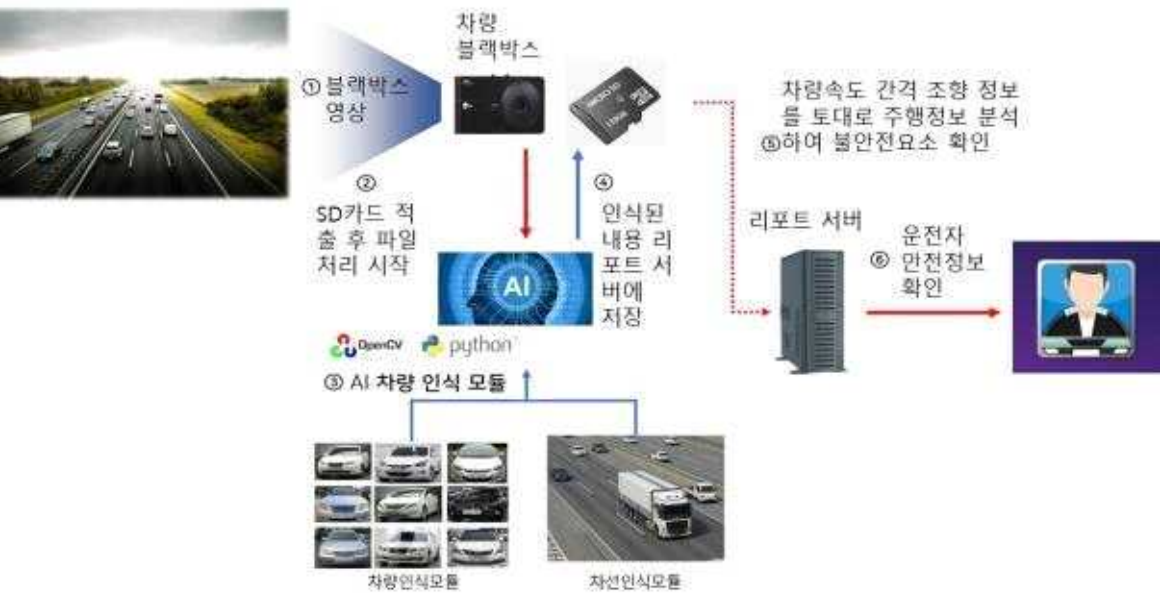 차량
블랙박스
① 블랙박스
영상
②
SD카드 적
출 후 파일
처리 시작
④
인식된
내용 리
포트 서
버에
저장
차량속도 간격 조향 정보
를 토대로 주행정보 분석
⑤하여 불안전요소 확인
리포트 서버
운전자
⑥ 안전정보
확인
AI
OpenCV
python
③ AI 차량 인식 모듈
차량인식모듈
차선인식모듈